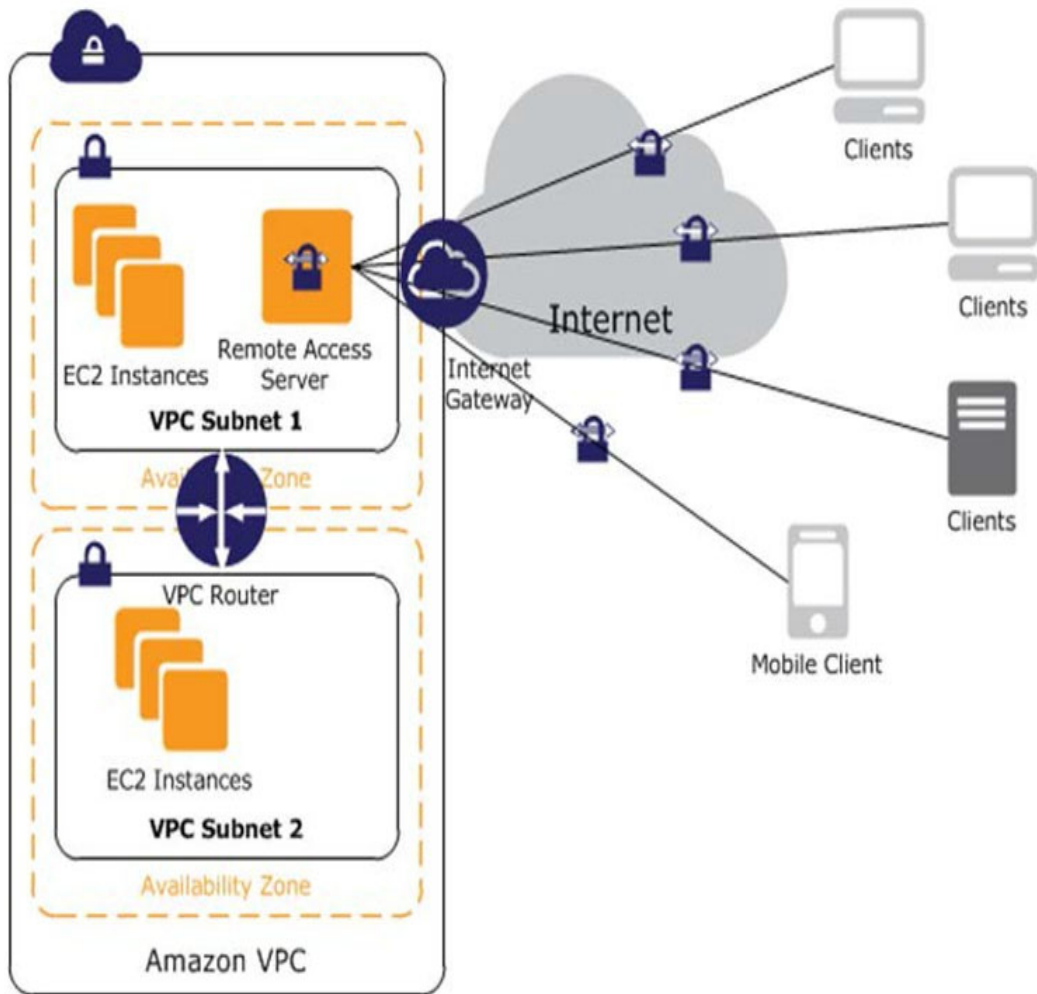 Clients
Clients
Internet
EC2 Instances
Remote Access
Server
Internet
Gateway
VPC Subnet 1
Zone
Clients
VPC Router
Mobile Client
EC2 Instances
VPC Subnet 2
Availability Zone
Amazon VPC